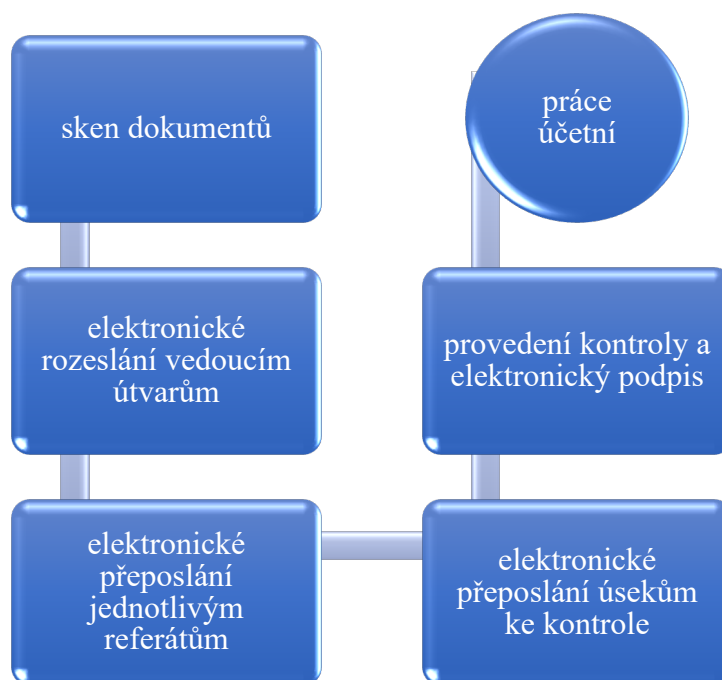 sken dokumentů
elektronické
rozeslání vedoucím
útvarům
elektronické
přeposlání
jednotlivým
referátům
elektronické
přeposlání úsekům
ke kontrole
provedení kontroly a
elektronický podpis
práce
účetní